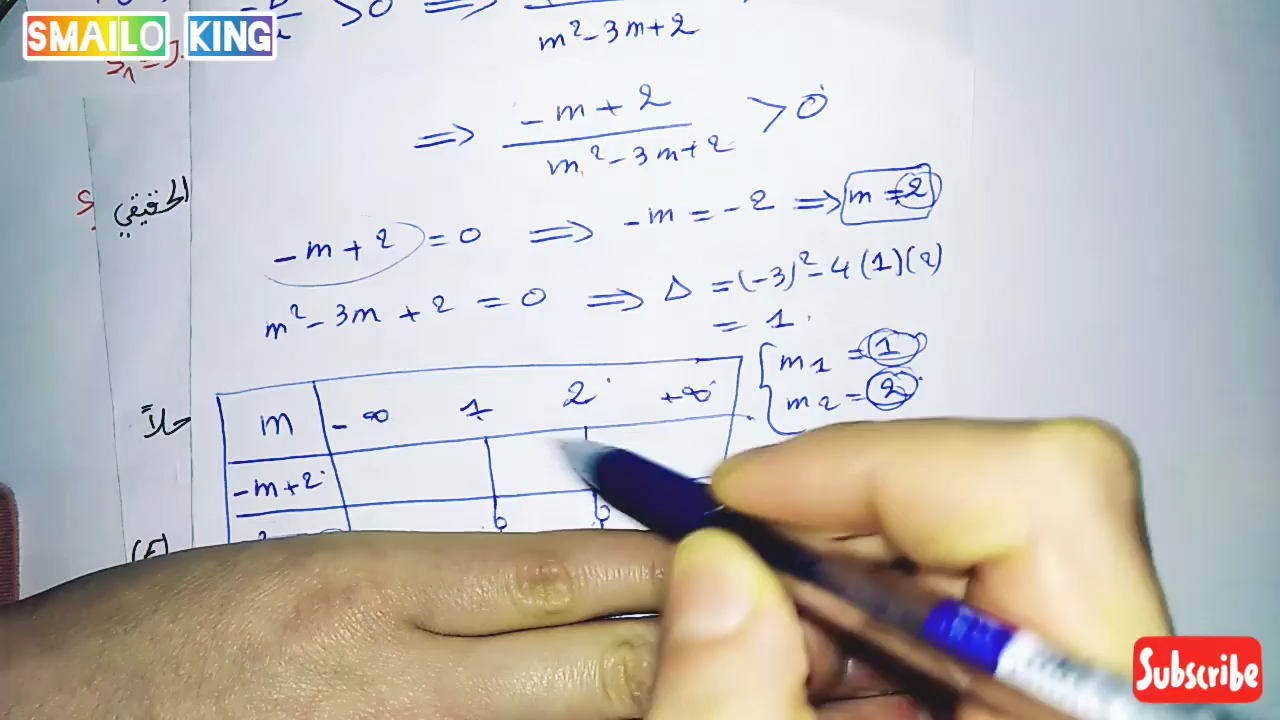 SMAILO KING
> 0 ⟹
m² - 3m + 2
⟹ (-m + 2)/(m² - 3m + 2) > 0
الحقيقي
-m + 2 = 0 ⟹ -m = -2 ⟹ m = 2
m² - 3m + 2 = 0 ⟹ Δ = (-3)² - 4(1)(2)
= 1.
m1 = 1
m2 = 2
حلاً
m -∞ 1 2 +∞
-m+2
0 0
Subscribe